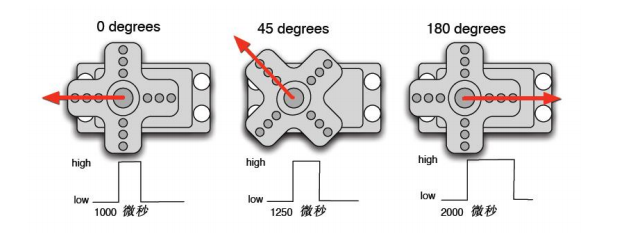 0 degrees
45 degrees
180 degrees
high
low
1000 微秒
high
low
1250 微秒
high
low
2000 微秒